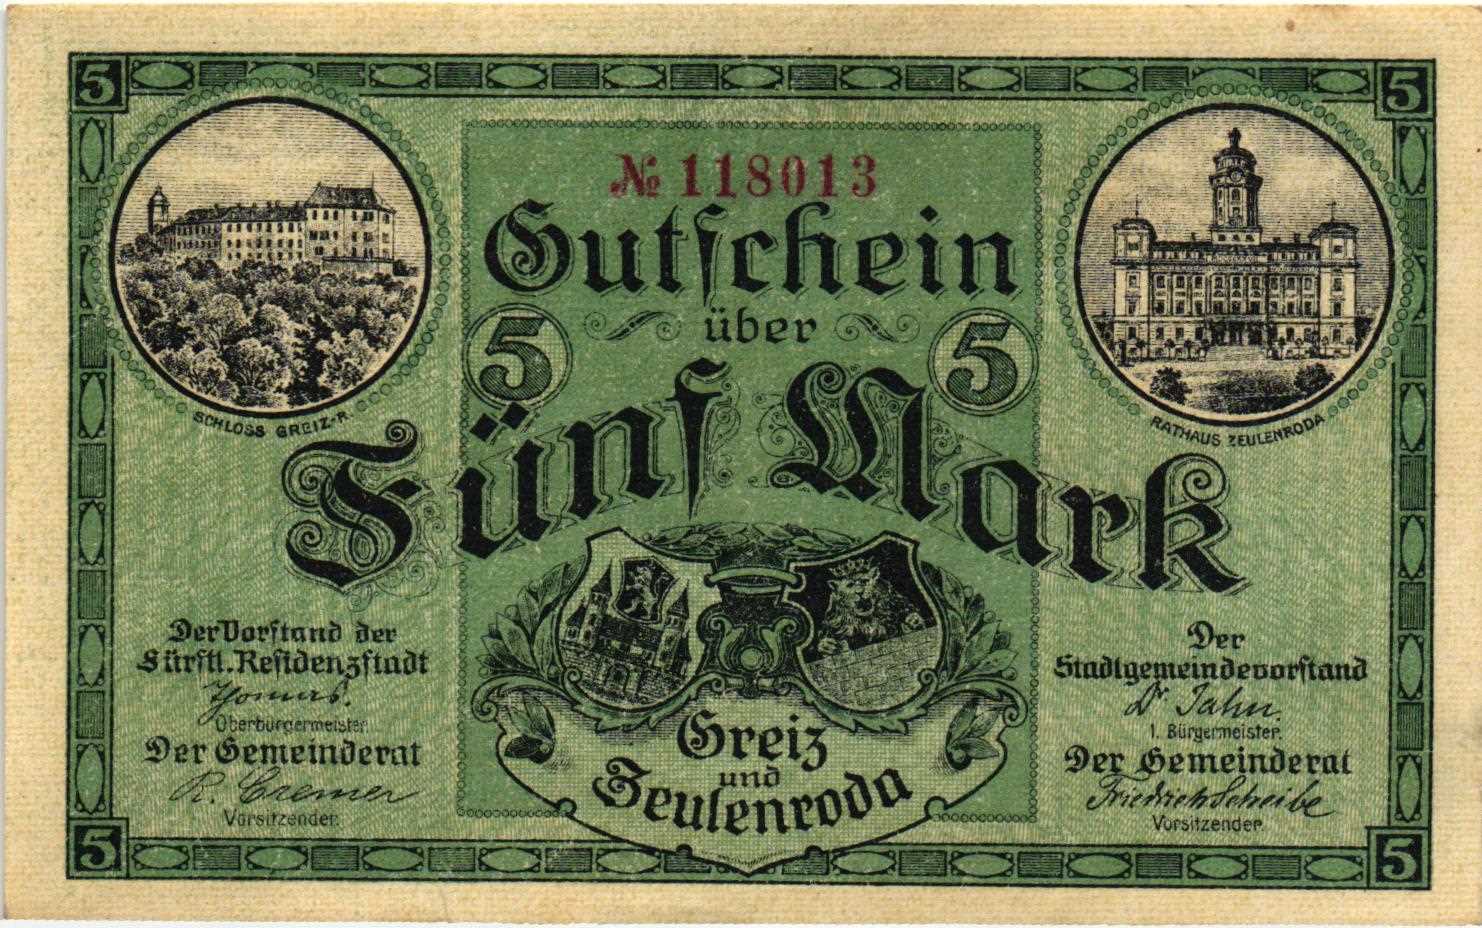 5
5
№ 118013
Gutschein
über
5
5
Fünf Mark
SCHLOSS GREIZ-R.
RATHAUS ZEULENRODA
Der Vorstand der
Fürstl. Residenzstadt
Thomas.
Oberbürgermeister.
Der Gemeinderat
R. Cremer
Vorsitzender.
Greiz
und
Zeulenroda
Der
Stadtgemeindevorstand
Dr. Jahn.
1. Bürgermeister.
Der Gemeinderat
Friedrich Scheibe
Vorsitzender.
5
5